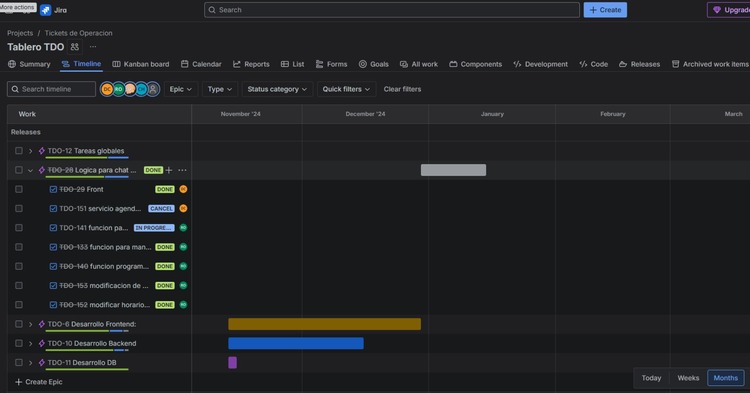 More actions
Jira
Search
Create
Upgrade
Projects / Tickets de Operacion
Tablero TDO
Summary Timeline Kanban board Calendar Reports List Forms Goals All work Components Development Code Releases Archived work items
Search timeline DC RO Epic Type Status category Quick filters Clear filters
Work November '24 December '24 January February March
Releases
TDO-12 Tareas globales
TDO-28 Logica para chat ... DONE
TDO-29 Front DONE
TDO-151 servicio agend... CANCEL
TDO-141 funcion pa... IN PROGRE...
TDO-133 funcion para man... DONE
TDO-140 funcion program... DONE
TDO-153 modificacion de ... DONE
TDO-152 modificar horario... DONE
TDO-6 Desarrollo Frontend:
TDO-10 Desarrollo Backend
TDO-11 Desarrollo DB
Create Epic
Today Weeks Months